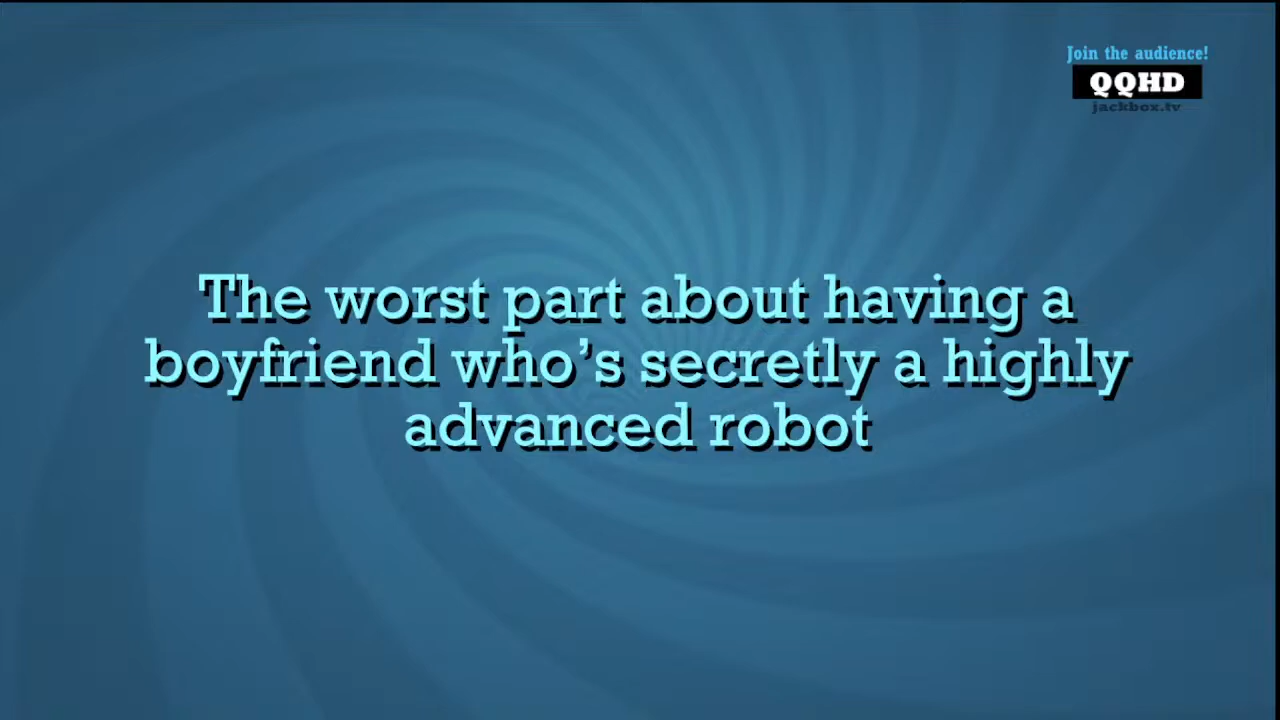 Join the audience!
QQHD
jackbox.tv
The worst part about having a
boyfriend who's secretly a highly
advanced robot